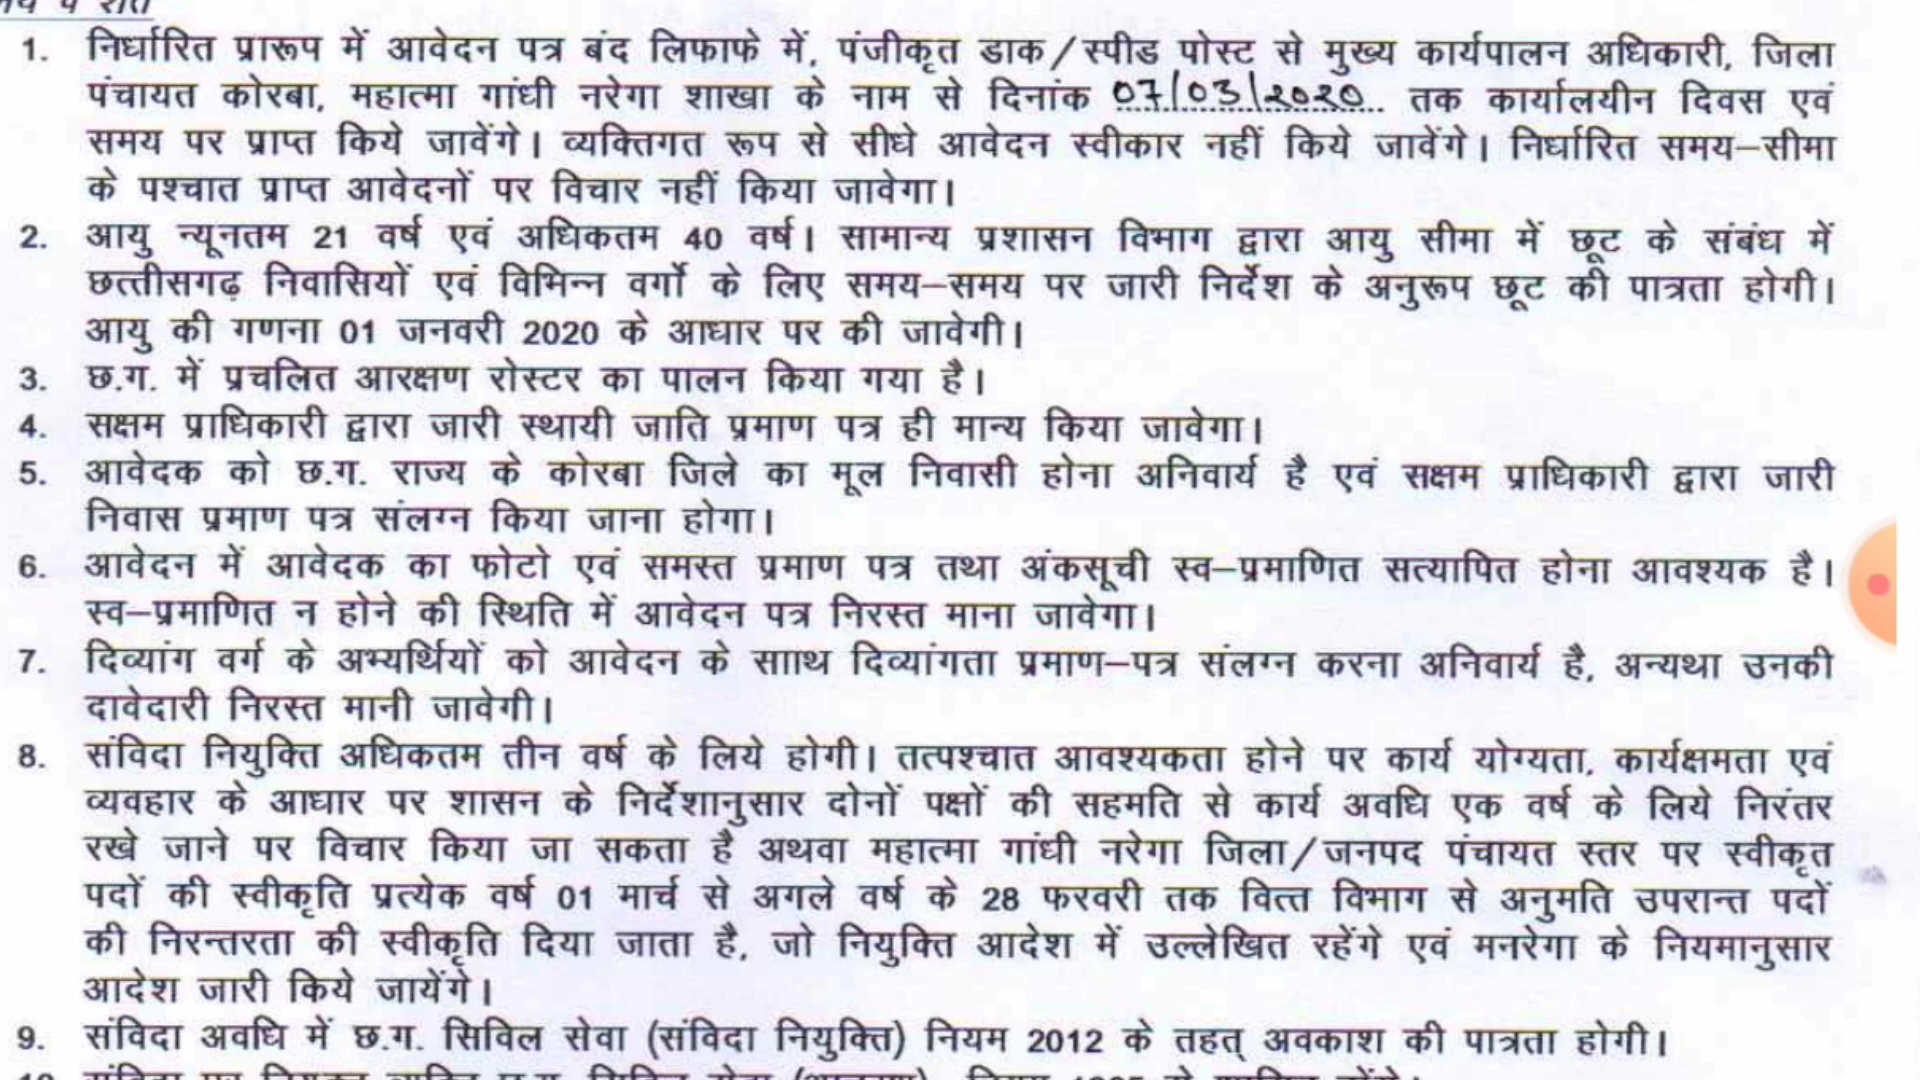 1. निर्धारित प्रारूप में आवेदन पत्र बंद लिफाफे में, पंजीकृत डाक/स्पीड पोस्ट से मुख्य कार्यपालन अधिकारी, जिला
पंचायत कोरबा, महात्मा गांधी नरेगा शाखा के नाम से दिनांक 07/03/2020 तक कार्यालयीन दिवस एवं
समय पर प्राप्त किये जावेंगे। व्यक्तिगत रूप से सीधे आवेदन स्वीकार नहीं किये जावेंगे। निर्धारित समय–सीमा
के पश्चात प्राप्त आवेदनों पर विचार नहीं किया जावेगा।
2. आयु न्यूनतम 21 वर्ष एवं अधिकतम 40 वर्ष। सामान्य प्रशासन विभाग द्वारा आयु सीमा में छूट के संबंध में
छत्तीसगढ़ निवासियों एवं विभिन्न वर्गो के लिए समय–समय पर जारी निर्देश के अनुरूप छूट की पात्रता होगी।
आयु की गणना 01 जनवरी 2020 के आधार पर की जावेगी।
3. छ.ग. में प्रचलित आरक्षण रोस्टर का पालन किया गया है।
4. सक्षम प्राधिकारी द्वारा जारी स्थायी जाति प्रमाण पत्र ही मान्य किया जावेगा।
5. आवेदक को छ.ग. राज्य के कोरबा जिले का मूल निवासी होना अनिवार्य है एवं सक्षम प्राधिकारी द्वारा जारी
निवास प्रमाण पत्र संलग्न किया जाना होगा।
6. आवेदन में आवेदक का फोटो एवं समस्त प्रमाण पत्र तथा अंकसूची स्व–प्रमाणित सत्यापित होना आवश्यक है।
स्व–प्रमाणित न होने की स्थिति में आवेदन पत्र निरस्त माना जावेगा।
7. दिव्यांग वर्ग के अभ्यर्थियों को आवेदन के सााथ दिव्यांगता प्रमाण–पत्र संलग्न करना अनिवार्य है, अन्यथा उनकी
दावेदारी निरस्त मानी जावेगी।
8. संविदा नियुक्ति अधिकतम तीन वर्ष के लिये होगी। तत्पश्चात आवश्यकता होने पर कार्य योग्यता, कार्यक्षमता एवं
व्यवहार के आधार पर शासन के निर्देशानुसार दोनों पक्षों की सहमति से कार्य अवधि एक वर्ष के लिये निरंतर
रखे जाने पर विचार किया जा सकता है अथवा महात्मा गांधी नरेगा जिला/जनपद पंचायत स्तर पर स्वीकृत
पदों की स्वीकृति प्रत्येक वर्ष 01 मार्च से अगले वर्ष के 28 फरवरी तक वित्त विभाग से अनुमति उपरान्त पदों
की निरन्तरता की स्वीकृति दिया जाता है, जो नियुक्ति आदेश में उल्लेखित रहेंगे एवं मनरेगा के नियमानुसार
आदेश जारी किये जायेंगे।
9. संविदा अवधि में छ.ग. सिविल सेवा (संविदा नियुक्ति) नियम 2012 के तहत् अवकाश की पात्रता होगी।